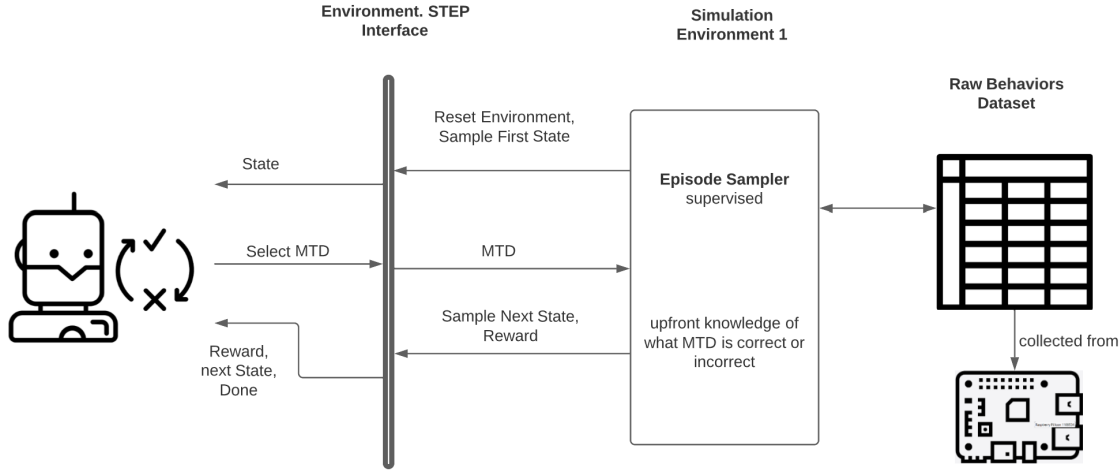 Environment. STEP
Interface
Simulation
Environment 1
Raw Behaviors
Dataset
Reset Environment,
Sample First State
State
Episode Sampler
supervised
Select MTD
MTD
Sample Next State,
Reward
upfront knowledge of
what MTD is correct or
incorrect
Reward,
next State,
Done
collected from